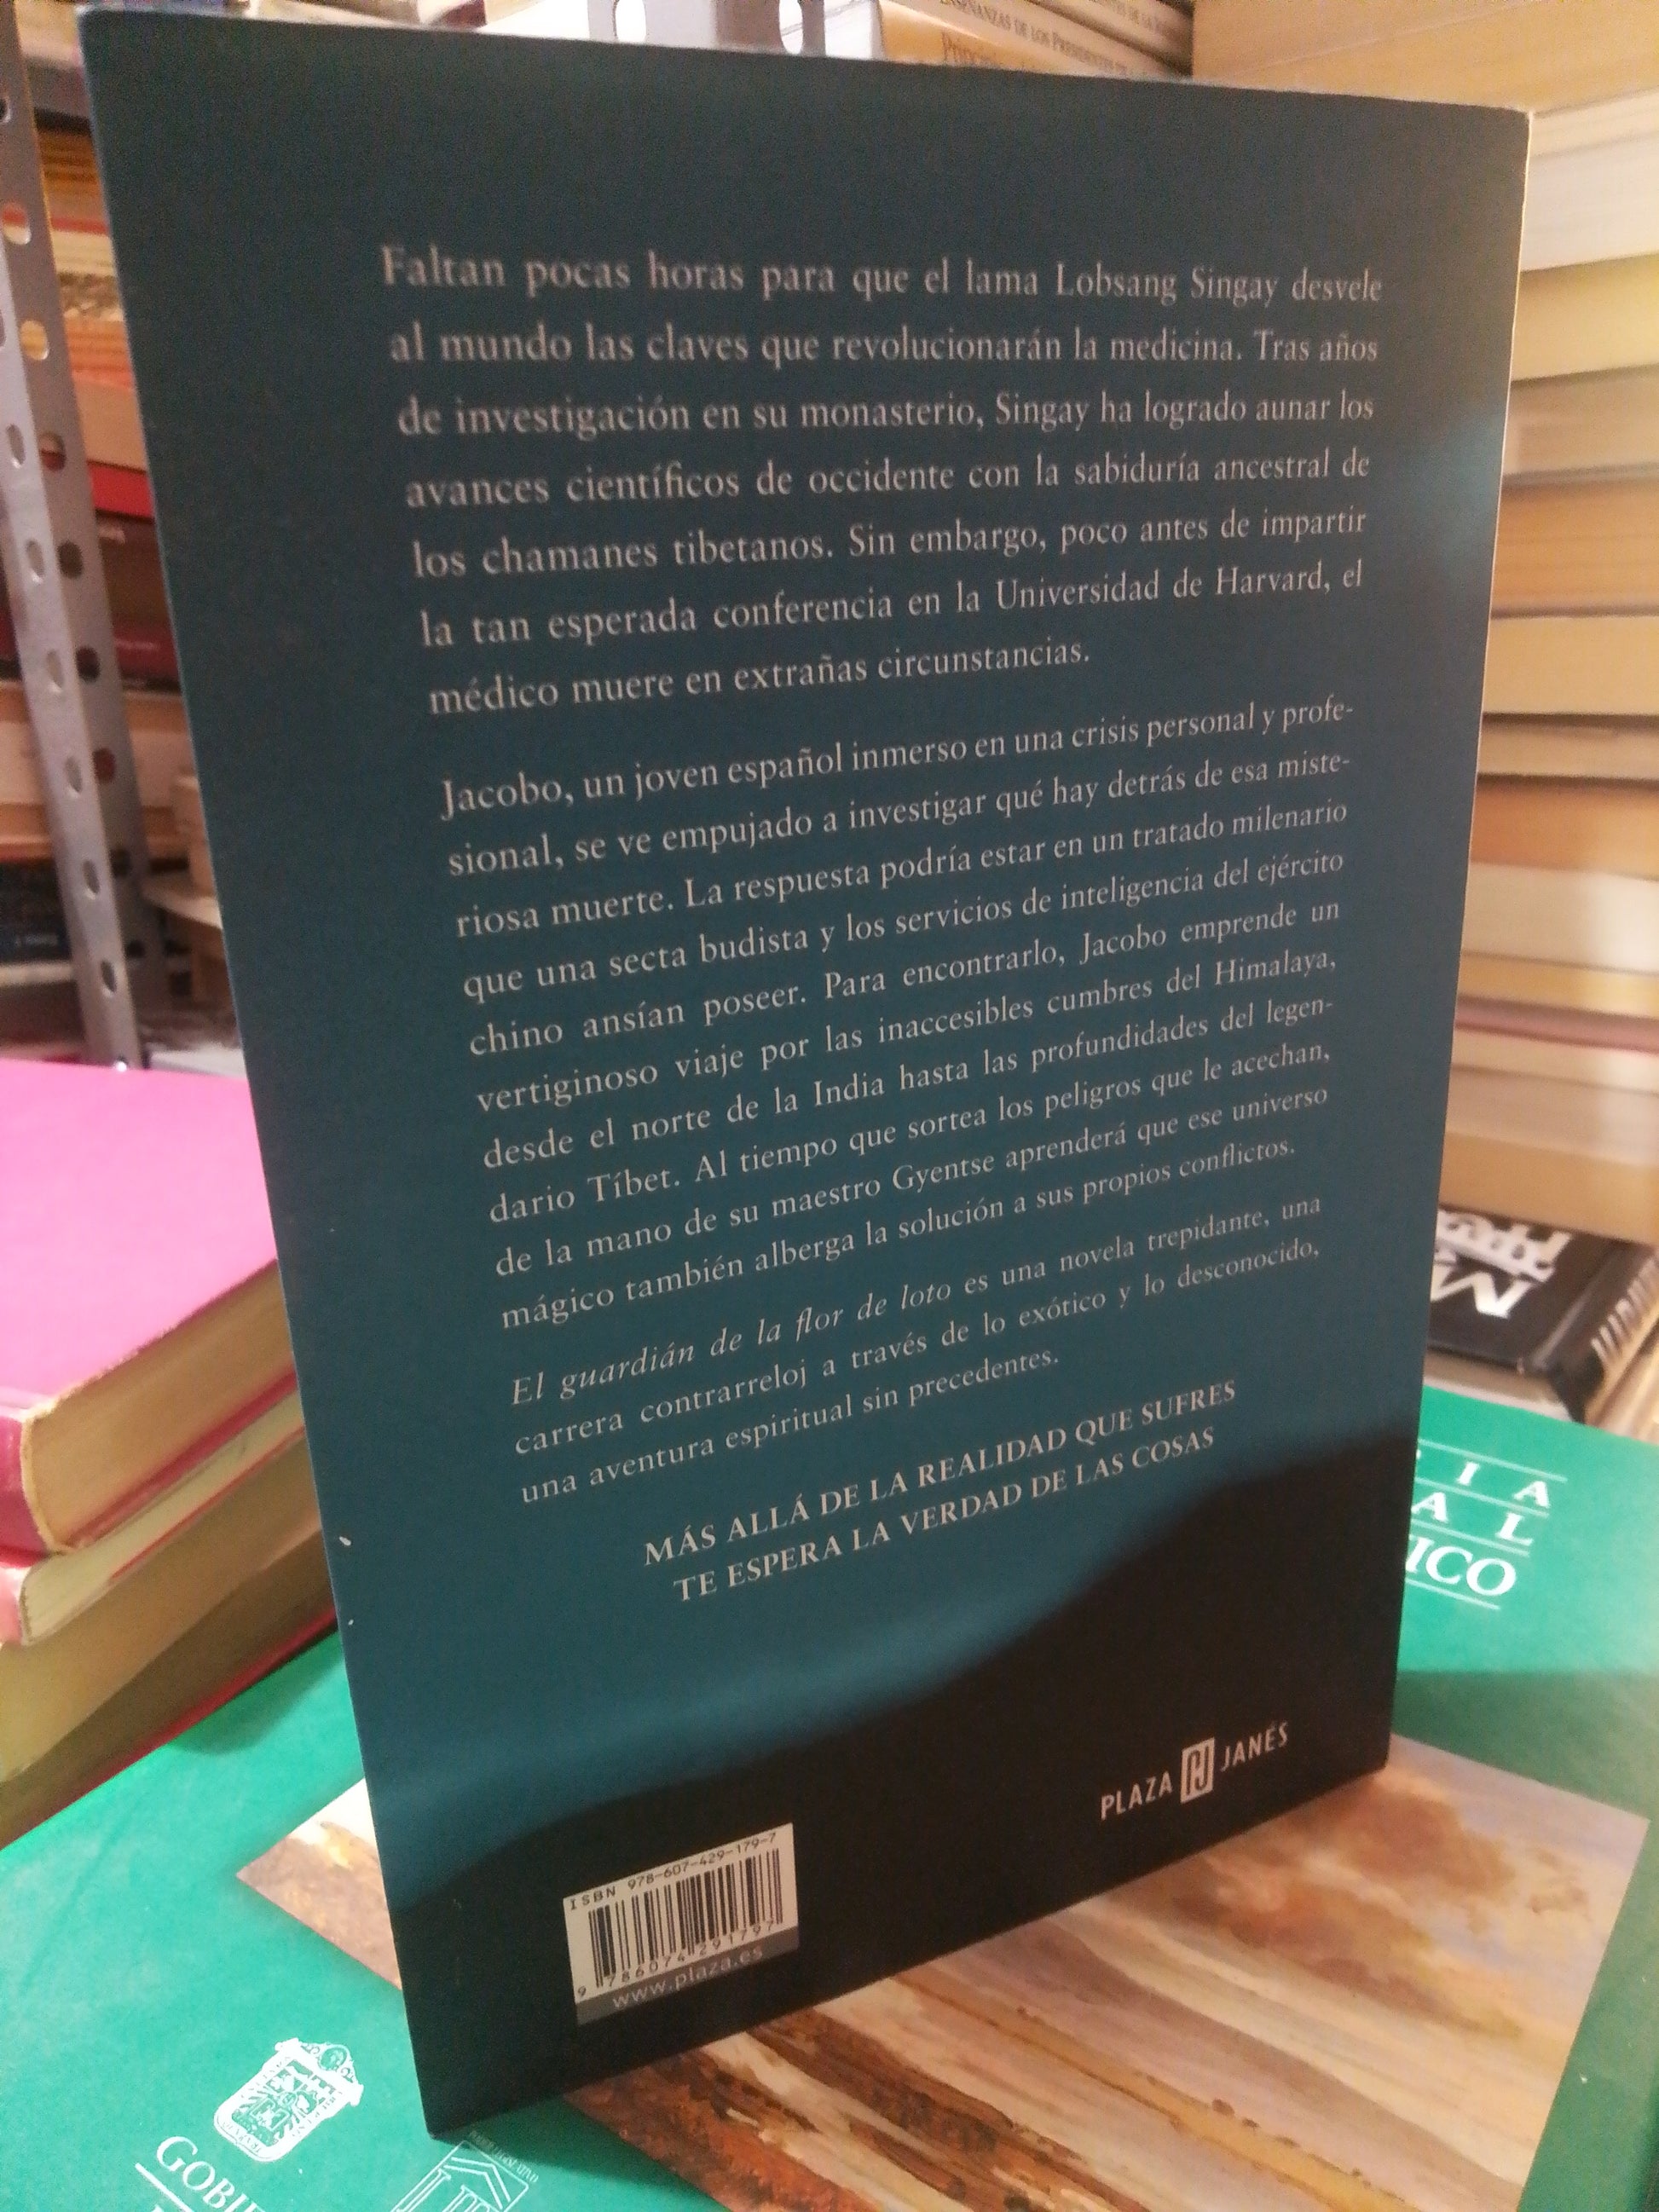 ENSEÑANZAS DE LOS PRESIDENTES DE LA
Faltan pocas horas para que el lama Lobsang Singay desvele
al mundo las claves que revolucionarán la medicina. Tras años
de investigación en su monasterio, Singay ha logrado aunar los
avances científicos de occidente con la sabiduría ancestral de
los chamanes tibetanos. Sin embargo, poco antes de impartir
la tan esperada conferencia en la Universidad de Harvard, el
médico muere en extrañas circunstancias.
Jacobo, un joven español inmerso en una crisis personal y profe-
sional, se ve empujado a investigar qué hay detrás de esa miste-
riosa muerte. La respuesta podría estar en un tratado milenario
que una secta budista y los servicios de inteligencia del ejército
chino ansían poseer. Para encontrarlo, Jacobo emprende un
vertiginoso viaje por las inaccesibles cumbres del Himalaya,
desde el norte de la India hasta las profundidades del legen-
dario Tíbet. Al tiempo que sortea los peligros que le acechan,
de la mano de su maestro Gyentse aprenderá que ese universo
mágico también alberga la solución a sus propios conflictos.
El guardián de la flor de loto es una novela trepidante, una
carrera contrarreloj a través de lo exótico y lo desconocido,
una aventura espiritual sin precedentes.
MÁS ALLÁ DE LA REALIDAD QUE SUFRES
TE ESPERA LA VERDAD DE LAS COSAS
PLAZA PJ JANÉS
ISBN 978-607-429-179-7
9 786074 291797
www.plaza.es
IA
AL
ICO
GOBI